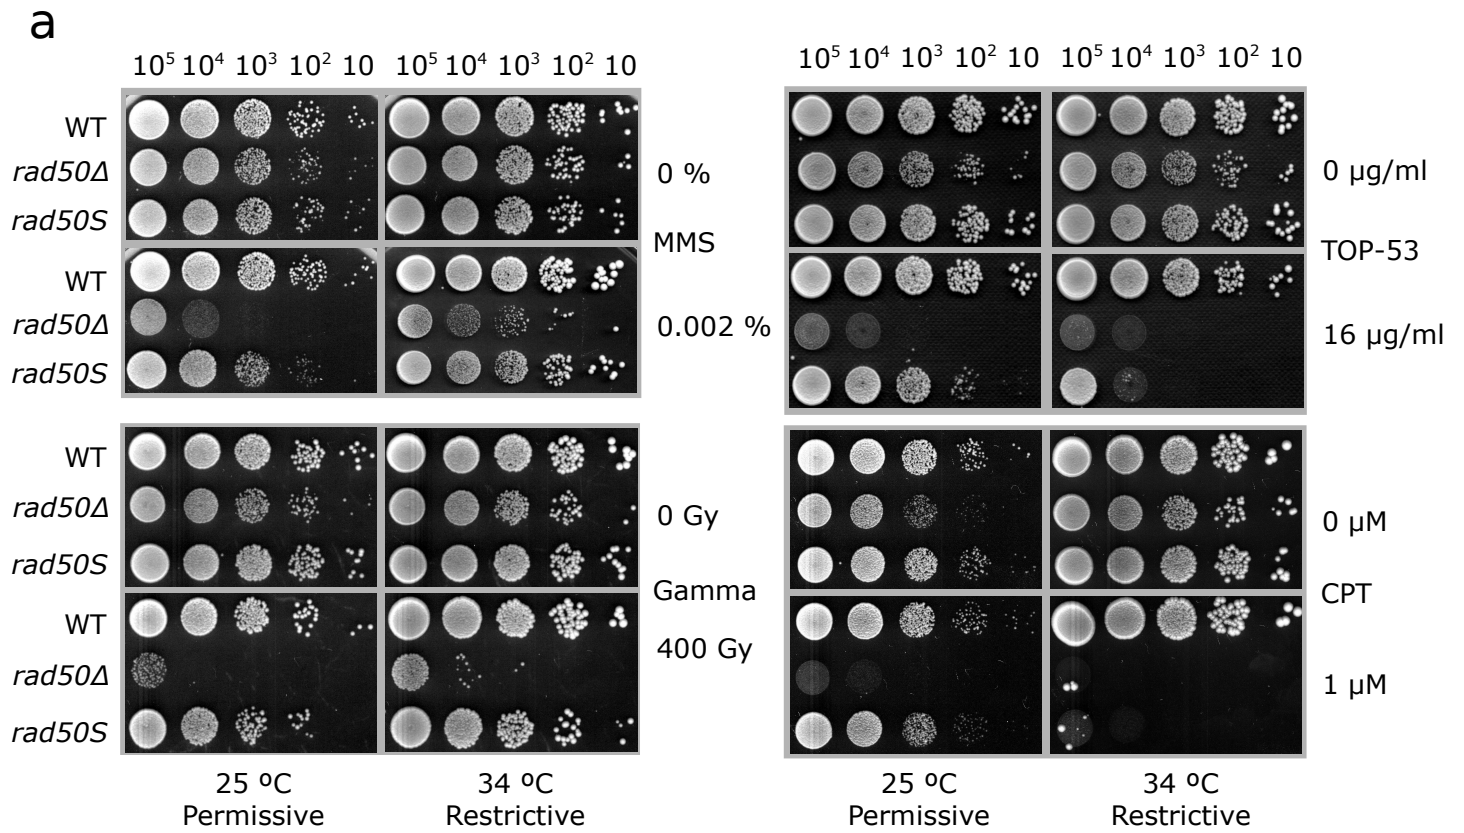 a
10⁵ 10⁴ 10³ 10² 10 10⁵ 10⁴ 10³ 10² 10
10⁵ 10⁴ 10³ 10² 10 10⁵ 10⁴ 10³ 10² 10
WT
rad50Δ
rad50S
WT
rad50Δ
rad50S
0 %
MMS
0.002 %
0 µg/ml
TOP-53
16 µg/ml
WT
rad50Δ
rad50S
WT
rad50Δ
rad50S
0 Gy
Gamma
400 Gy
0 µM
CPT
1 µM
25 ºC
Permissive
34 ºC
Restrictive
25 ºC
Permissive
34 ºC
Restrictive